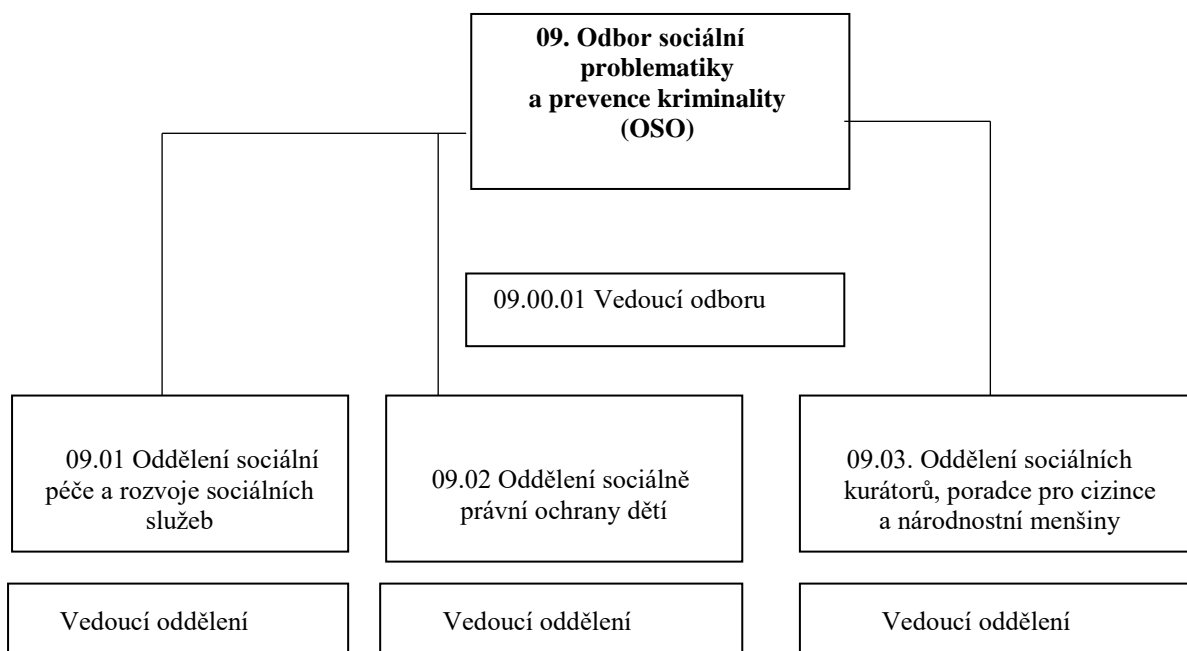 09. Odbor sociální
problematiky
a prevence kriminality
(OSO)
09.00.01 Vedoucí odboru
09.01 Oddělení sociální
péče a rozvoje sociálních
služeb
09.02 Oddělení sociálně
právní ochrany dětí
09.03. Oddělení sociálních
kurátorů, poradce pro cizince
a národnostní menšiny
Vedoucí oddělení
Vedoucí oddělení
Vedoucí oddělení